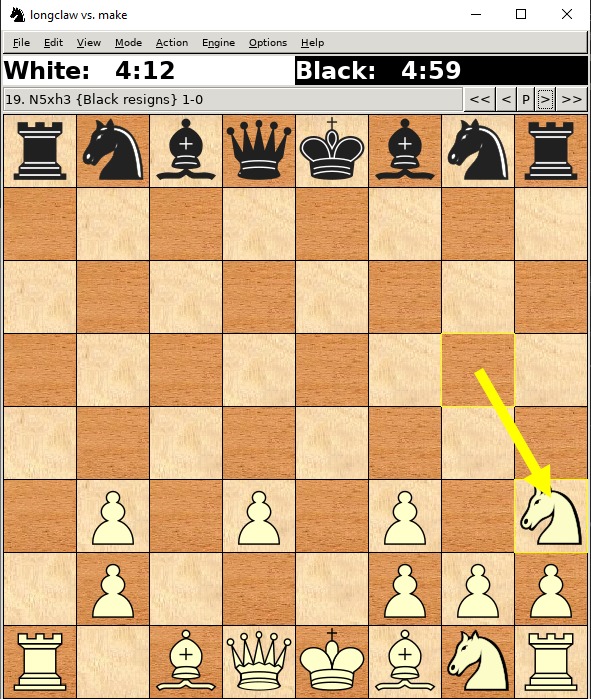 longclaw vs. make
File Edit View Mode Action Engine Options Help
White: 4:12 Black: 4:59
19. N5xh3 {Black resigns} 1-0 << < P > >>